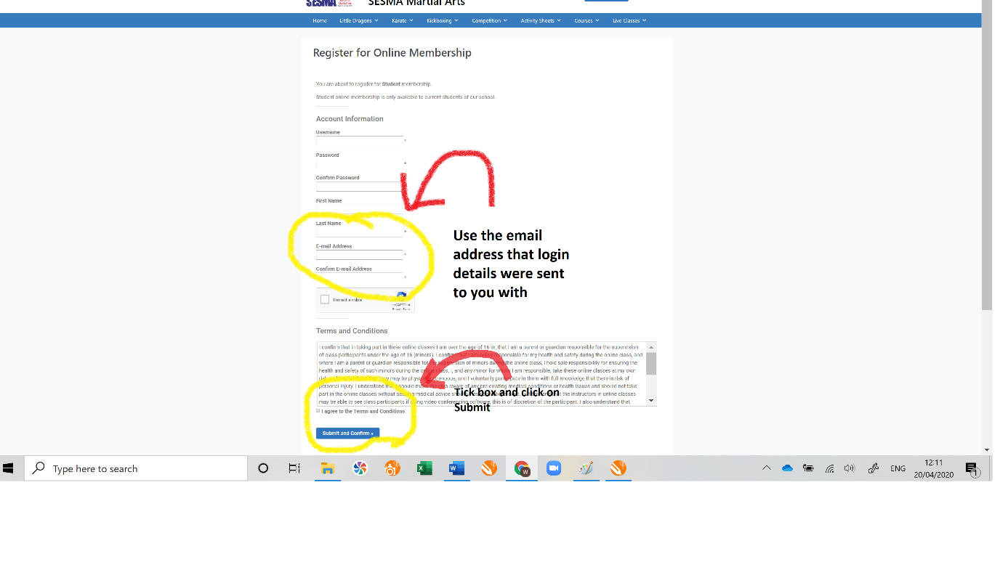 SESMA Martial Arts
SESMA Martial Arts
Home Little Dragons Karate Kickboxing Competition Activity Sheets Courses Live Classes
Register for Online Membership
You are about to register for Student membership.
Student online membership is only available to current students of our school.
Account Information
Username
*
Password
*
Confirm Password
First Name
Last Name
*
E-mail Address
*
Confirm E-mail Address
*
I'm not a robot
reCAPTCHA
Privacy - Terms
Use the email
address that login
details were sent
to you with
Terms and Conditions
I confirm that in taking part in these online classes I am over the age of 16 or, that I am a parent or guardian responsible for the supervision
of class participants under the age of 16 (minors). I confirm that I am solely responsible for my health and safety during the online class, and
where I am a parent or guardian responsible for the supervision of minors during the online class, I hold sole responsibility for ensuring the
health and safety of such minors during the online class. I, and any minor for whom I am responsible, take these online classes at my own
they may be physically strenuous, and I voluntarily participate in them with full knowledge that there is risk of
personal injury. I understand that I should make the club aware of any pre existing medical conditions or health issues and should not take
part in the online classes without seeking medical advice the Instructors in online classes
may be able to see class participants if using video conferencing software, this is of discretion of the participant. I also understand that
Tick box and click on
Submit
I agree to the Terms and Conditions
Submit and Confirm »
Type here to search
ENG
12:11
20/04/2020
1